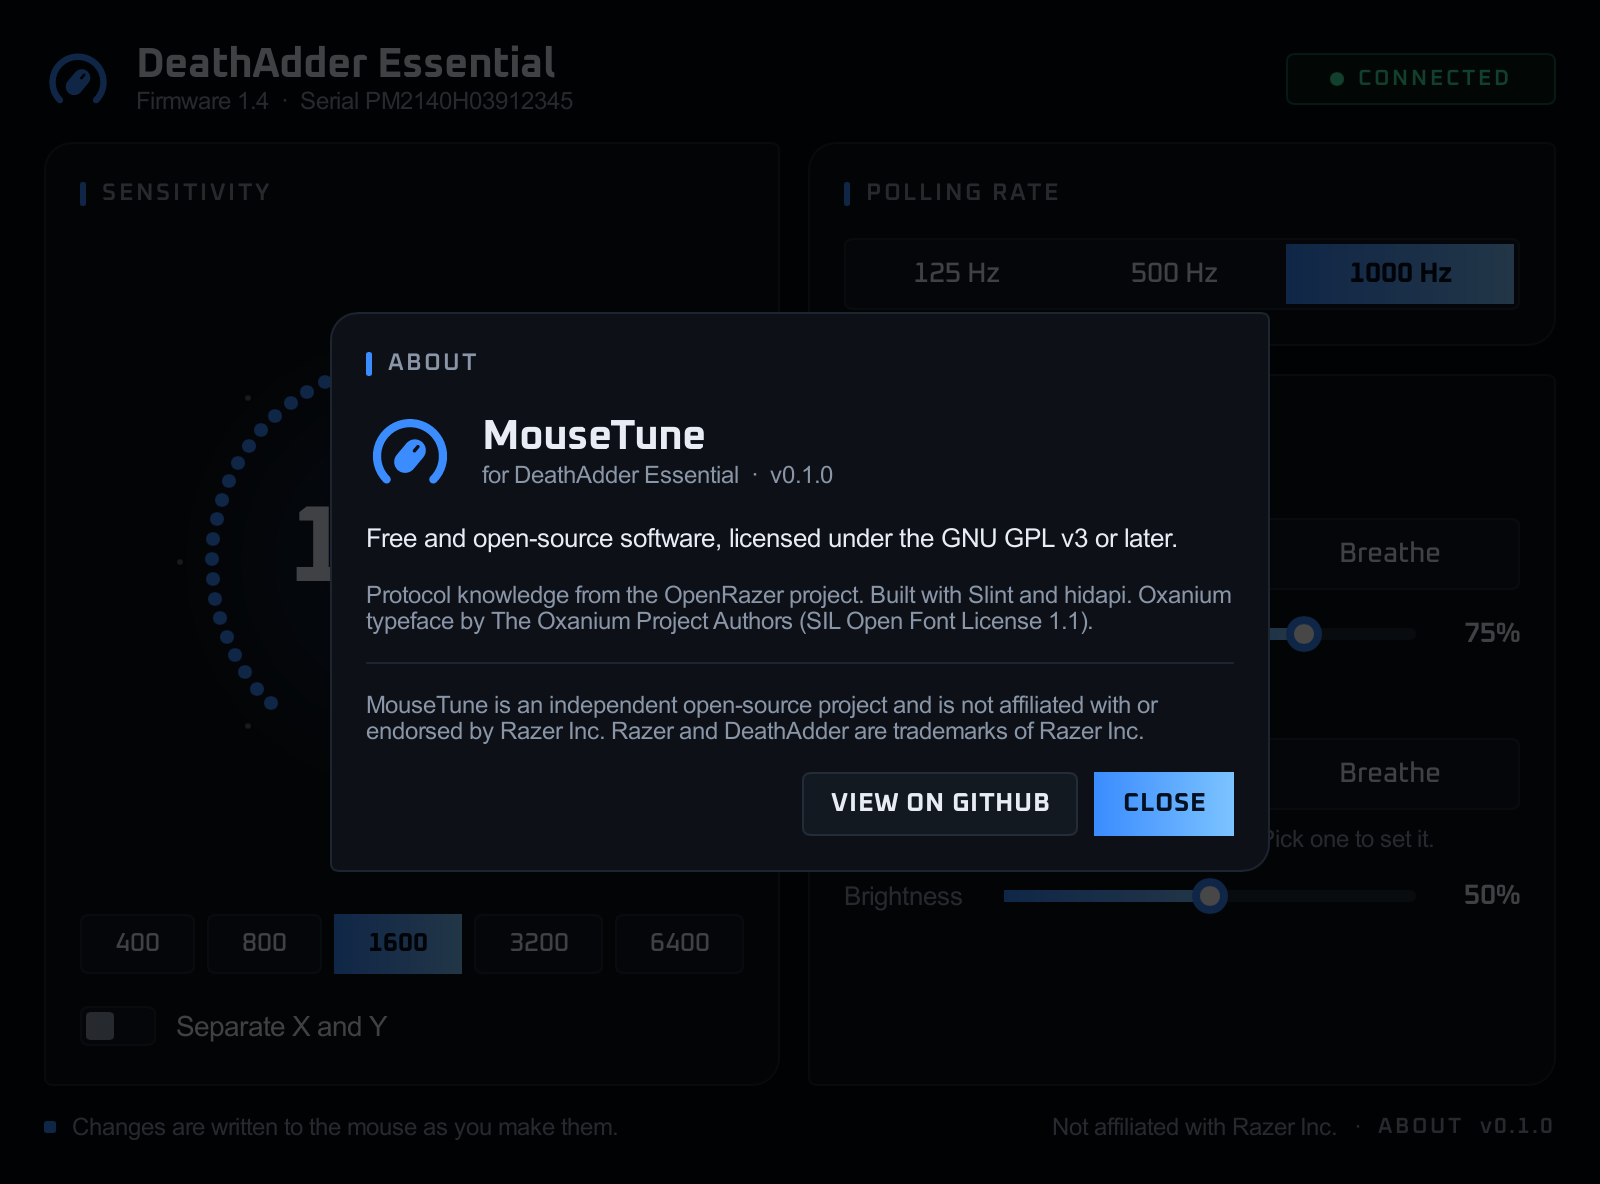 DeathAdder Essential
Firmware 1.4 · Serial PM2140H03912345
CONNECTED
SENSITIVITY
POLLING RATE
125 Hz
500 Hz
1000 Hz
ABOUT
MouseTune
for DeathAdder Essential · v0.1.0
Free and open-source software, licensed under the GNU GPL v3 or later.
Protocol knowledge from the OpenRazer project. Built with Slint and hidapi. Oxanium
typeface by The Oxanium Project Authors (SIL Open Font License 1.1).
MouseTune is an independent open-source project and is not affiliated with or
endorsed by Razer Inc. Razer and DeathAdder are trademarks of Razer Inc.
VIEW ON GITHUB
CLOSE
Breathe
75%
Breathe
Pick one to set it.
Brightness
50%
400
800
1600
3200
6400
Separate X and Y
Changes are written to the mouse as you make them.
Not affiliated with Razer Inc. · ABOUT v0.1.0